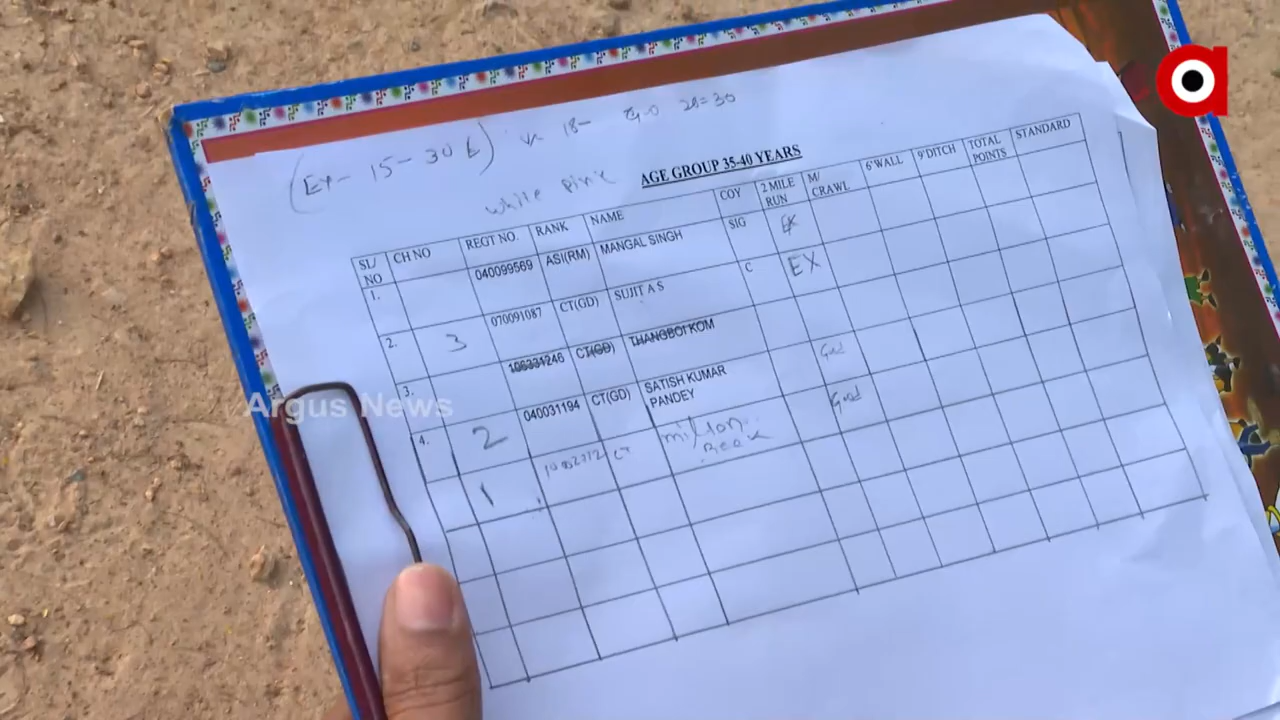 (Ex- 15-30 E) 18- 20=30
AGE GROUP 35-40 YEARS
White Pink
SL/ NO CH NO REGT NO. RANK NAME COY 2 MILE RUN M/ CRAWL 6'WALL 9'DITCH TOTAL POINTS STANDARD
1. 040099569 ASI(RM) MANGAL SINGH SIG EX
2. 3 070091087 CT(GD) SUJIT A S C EX
3. 106331246 CT(GD) THANGBOI KOM
4. 2 040031194 CT(GD) SATISH KUMAR PANDEY Good
1 CT Good
Argus News